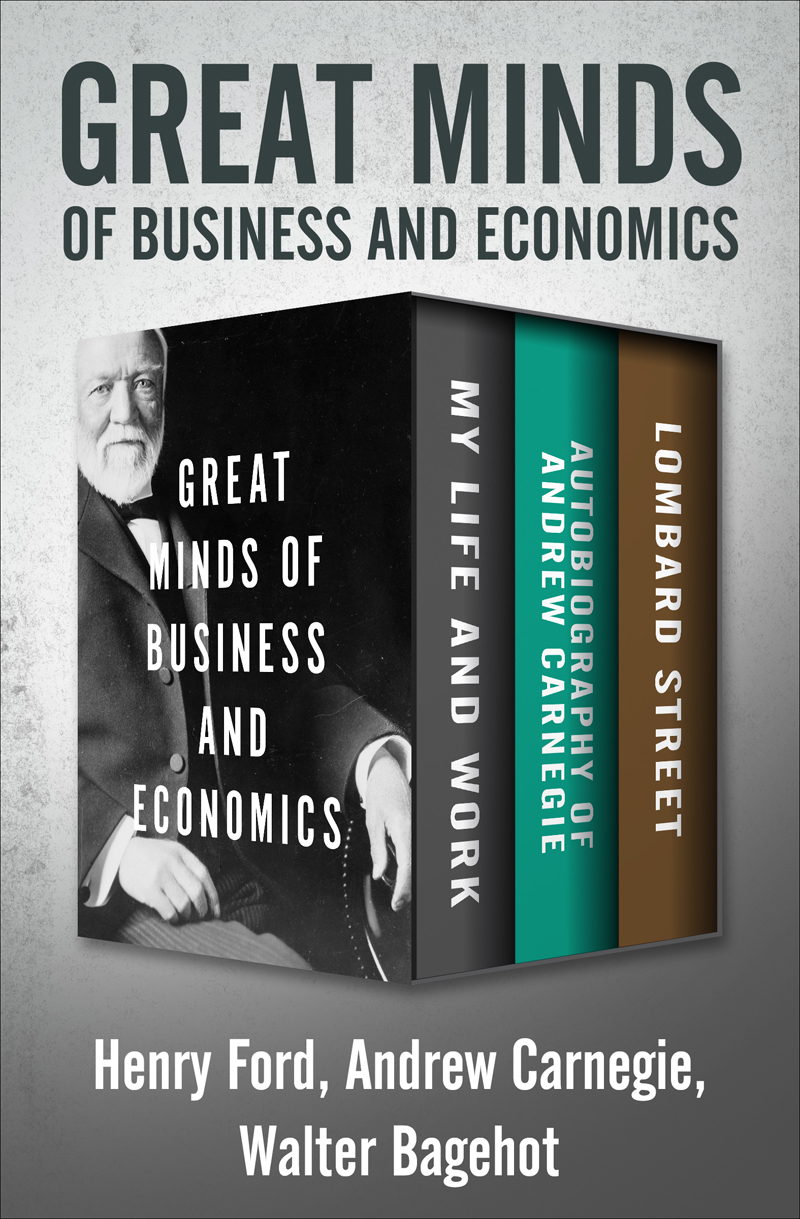 GREAT MINDS
OF BUSINESS AND ECONOMICS
GREAT
MINDS OF
BUSINESS
AND
ECONOMICS
MY LIFE AND WORK
AUTOBIOGRAPHY OF
ANDREW CARNEGIE
LOMBARD STREET
Henry Ford, Andrew Carnegie,
Walter Bagehot